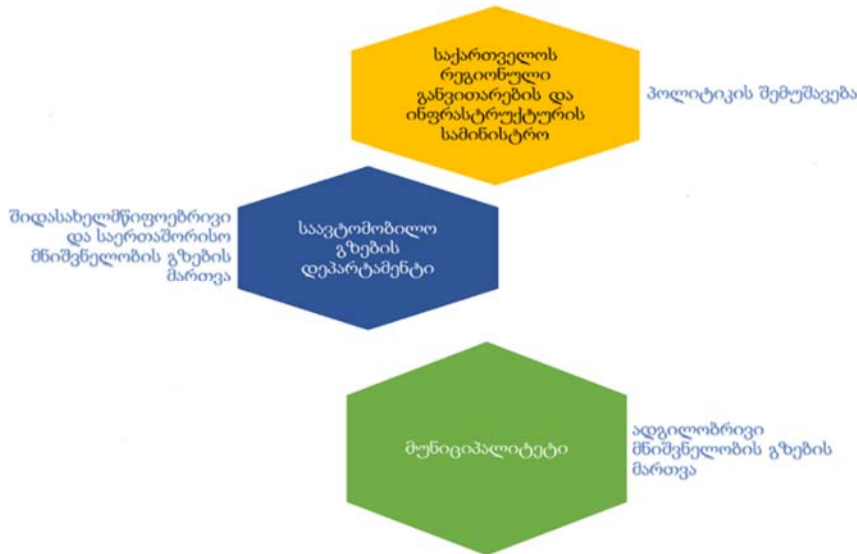 საქართველოს
რეგიონული
განვითარების და
ინფრასტრუქტურის
სამინისტრო
პოლიტიკის შემუშავება
შიდასახელმწიფოებრივი
და საერთაშორისო
მნიშვნელობის გზების
მართვა
საავტომობილო
გზების
დეპარტამენტი
მუნიციპალიტეტი
ადგილობრივი
მნიშვნელობის გზების
მართვა